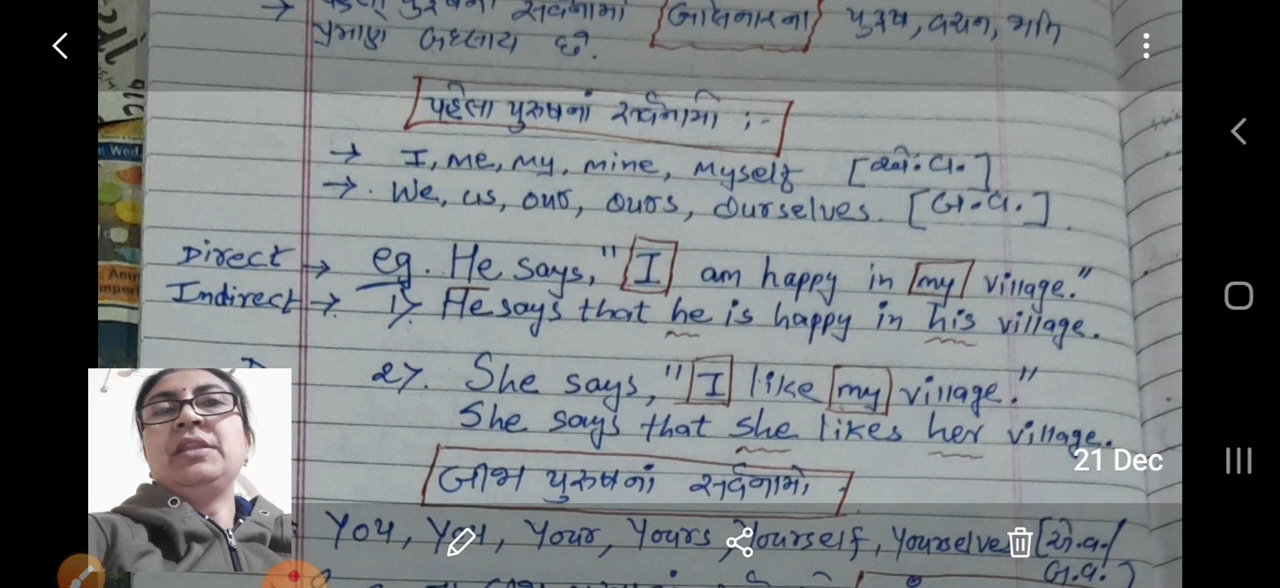 પ્રમાણે બદલાય છે.
પુરુષ, વચન, જાતિ
પહેલા પુરુષનાં સર્વનામો :-
→ I, me, my, mine, myself [એ.વ.]
→ We, us, our, ours, ourselves. [બ.વ.]
Direct → eg. He says, "I am happy in my village."
Indirect → 1). He says that he is happy in his village.
2). She says, "I like my village."
She says that she likes her village.
21 Dec
બીજા પુરુષનાં સર્વનામો -
You, You, Your, Yours, Yourself, Yourselves [એ.વ./
બ.વ.]